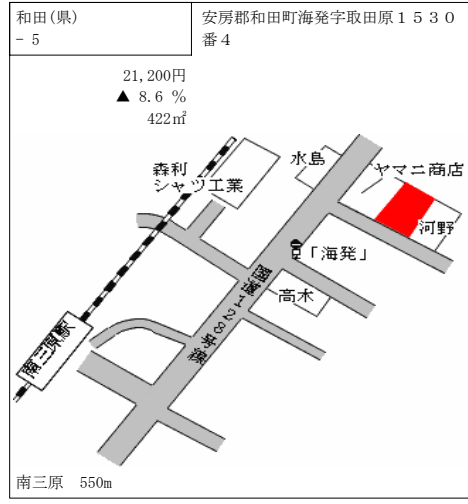 和田(県)
- 5
安房郡和田町海発字取田原１５３０
番４
21,200円
▲ 8.6 %
422㎡
森利
シャツ工業
水島
ヤマニ商店
河野
「海発」
高木
国道１２８号線
南三原駅
南三原　550m